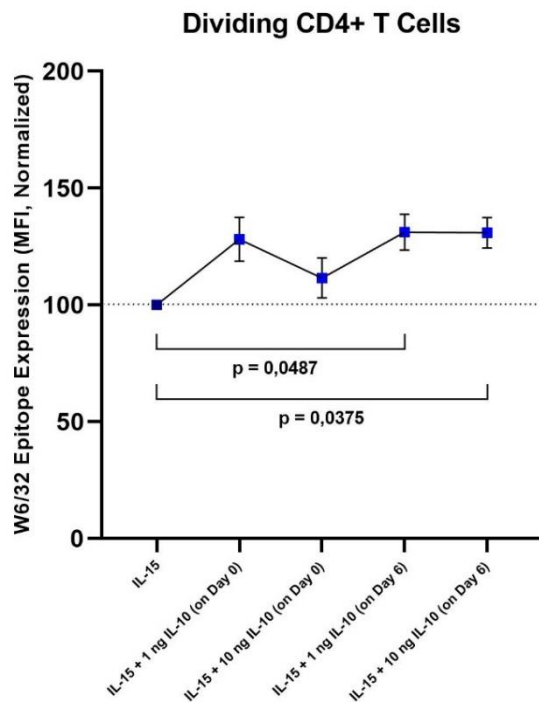 Dividing CD4+ T Cells
W6/32 Epitope Expression (MFI, Normalized)
200
150
100
50
0
p = 0,0487
p = 0,0375
IL-15
IL-15 + 1 ng IL-10 (on Day 0)
IL-15 + 10 ng IL-10 (on Day 0)
IL-15 + 1 ng IL-10 (on Day 6)
IL-15 + 10 ng IL-10 (on Day 6)